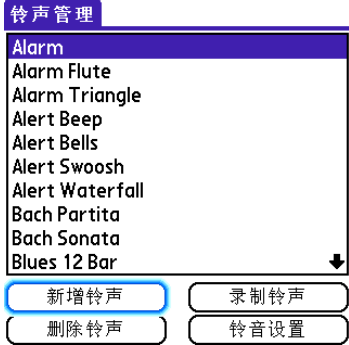 铃声管理
Alarm
Alarm Flute
Alarm Triangle
Alert Beep
Alert Bells
Alert Swoosh
Alert Waterfall
Bach Partita
Bach Sonata
Blues 12 Bar
新增铃声 录制铃声
删除铃声 铃音设置